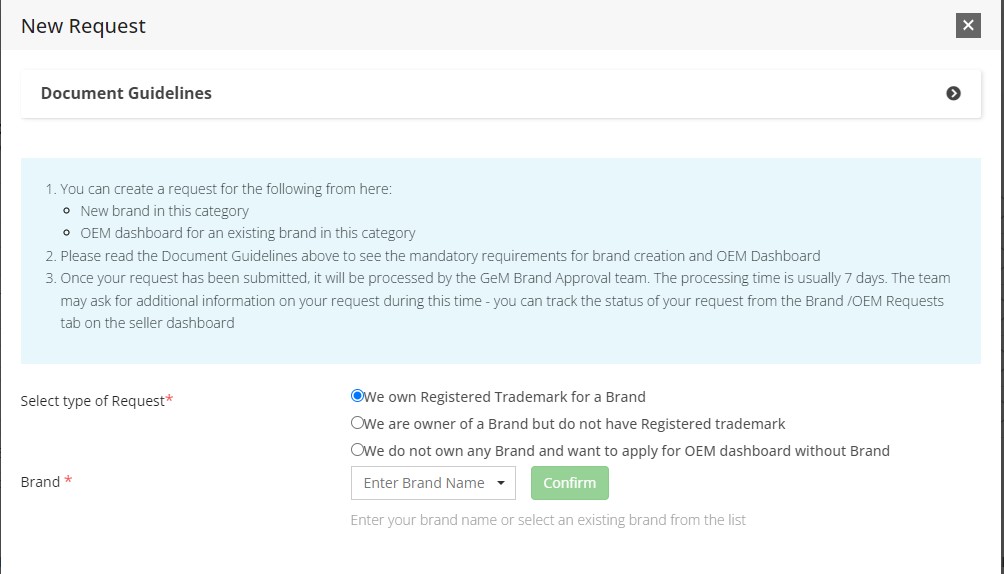 New Request
Document Guidelines
1. You can create a request for the following from here:
New brand in this category
OEM dashboard for an existing brand in this category
2. Please read the Document Guidelines above to see the mandatory requirements for brand creation and OEM Dashboard
3. Once your request has been submitted, it will be processed by the GeM Brand Approval team. The processing time is usually 7 days. The team
may ask for additional information on your request during this time - you can track the status of your request from the Brand /OEM Requests
tab on the seller dashboard
Select type of Request*
We own Registered Trademark for a Brand
We are owner of a Brand but do not have Registered trademark
We do not own any Brand and want to apply for OEM dashboard without Brand
Brand *
Enter Brand Name
Confirm
Enter your brand name or select an existing brand from the list